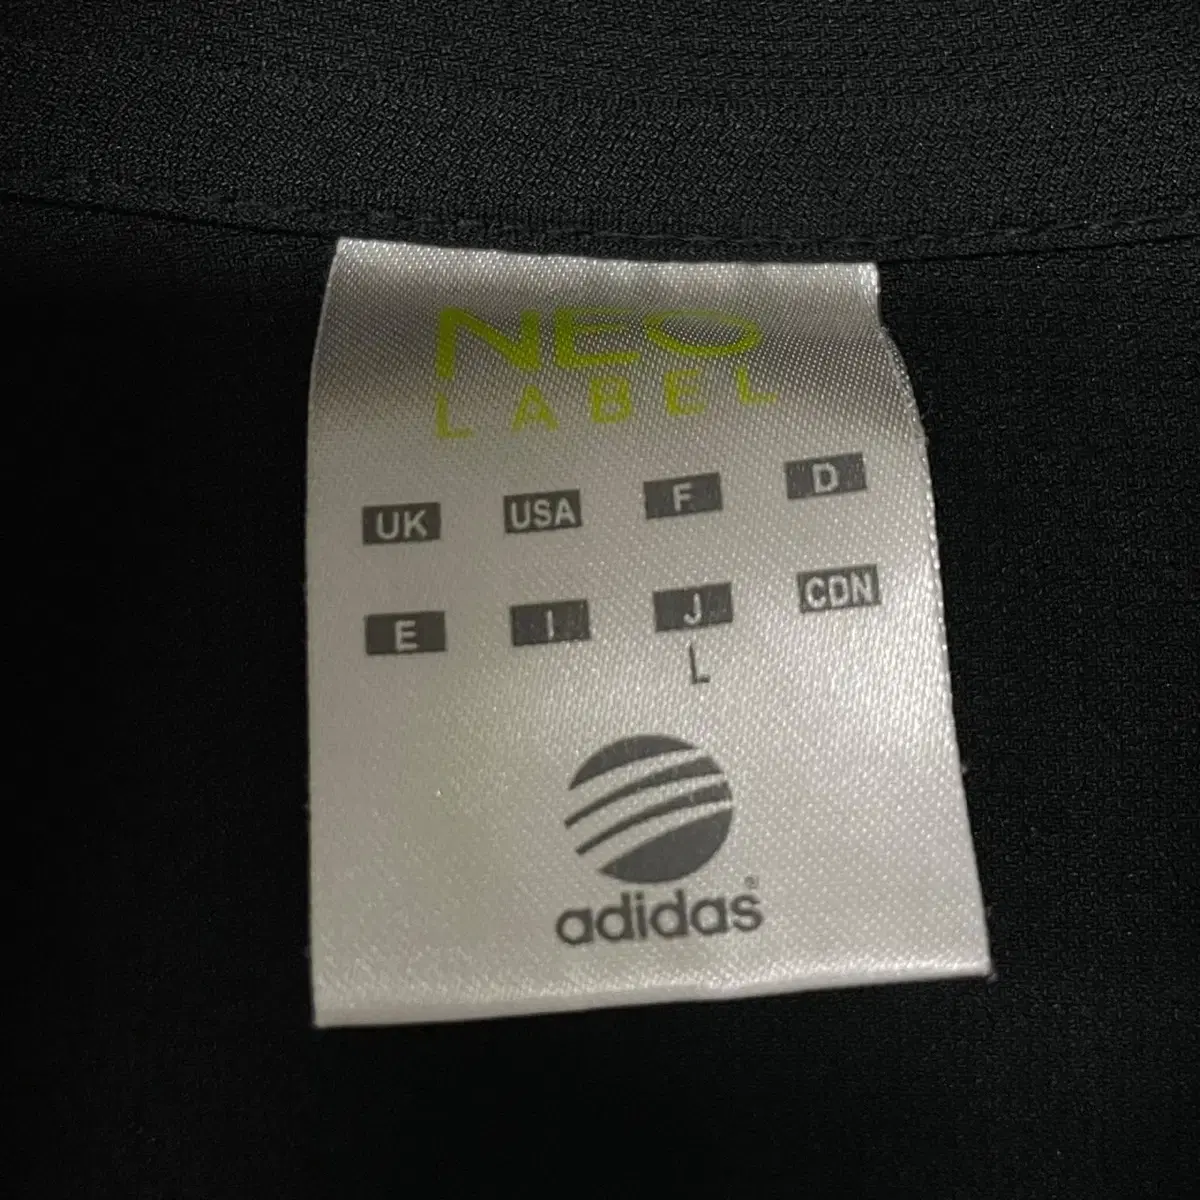 NEO
LABEL
UK USA F D
E I J CDN
L
adidas®